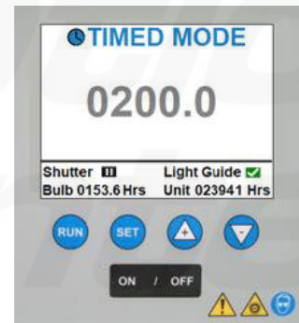 TIMED MODE
0200.0
Shutter Light Guide
Bulb 0153.6 Hrs Unit 023941 Hrs
RUN SET + -
ON / OFF